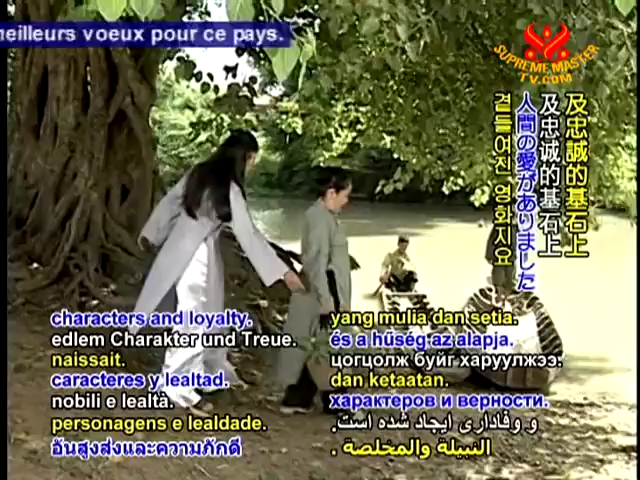 meilleurs voeux pour ce pays.
SUPREME MASTER
TV.COM
及忠誠的基石上
及忠诚的基石上
人間の愛がありました
곁들여진 영화지요
characters and loyalty.
edlem Charakter und Treue.
naissait.
caracteres y lealtad.
nobili e lealtà.
personagens e lealdade.
อันสูงส่งและความภักดี
yang mulia dan setia.
és a hűség az alapja.
цогцолж буйг харуулжээ.
dan ketaatan.
характеров и верности.
و وفاداری ایجاد شده است.
النبيلة والمخلصة .